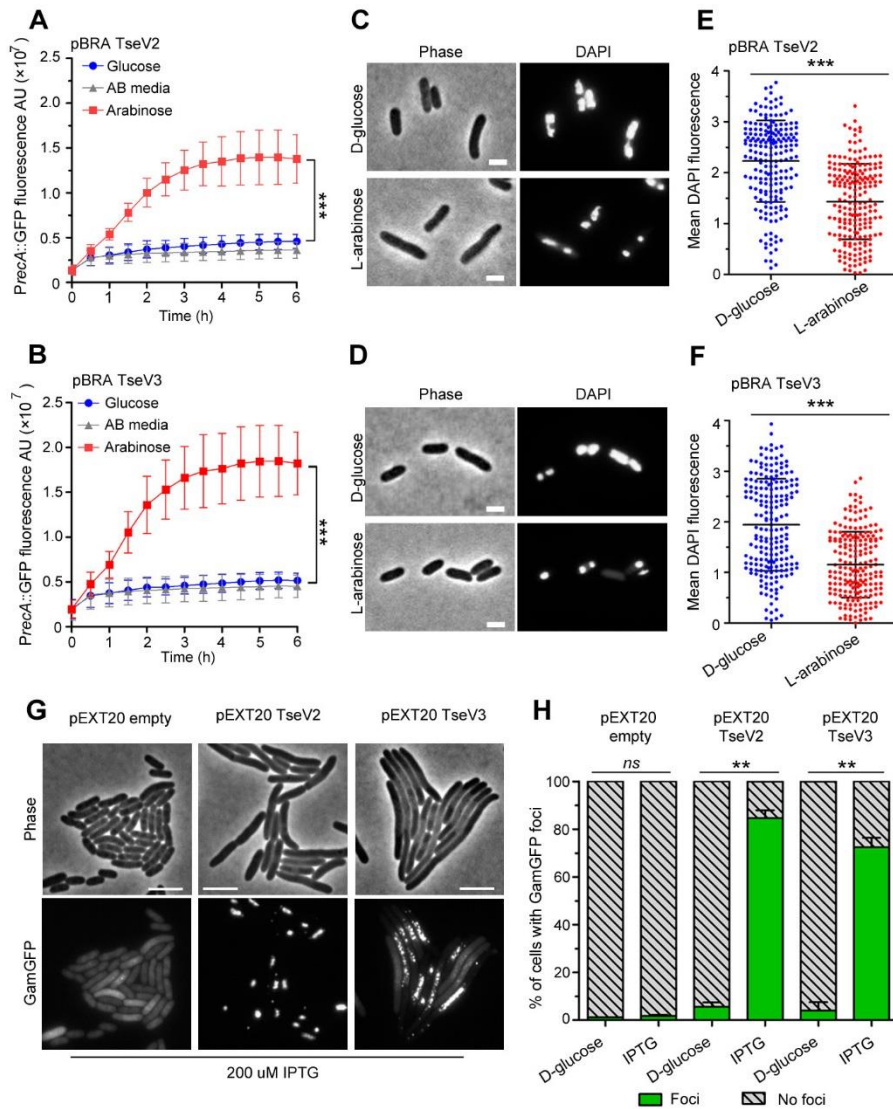 A
pBRA TseV2
Glucose
AB media
Arabinose
PrecA::GFP fluorescence AU (×10⁷)
2.5
2.0
1.5
1.0
0.5
0
0 1 2 3 4 5 6
Time (h)
***
B
pBRA TseV3
Glucose
AB media
Arabinose
PrecA::GFP fluorescence AU (×10⁷)
2.5
2.0
1.5
1.0
0.5
0
0 1 2 3 4 5 6
Time (h)
***
C
Phase DAPI
D-glucose
L-arabinose
D
Phase DAPI
D-glucose
L-arabinose
E
pBRA TseV2
***
Mean DAPI fluorescence
4
3
2
1
0
D-glucose L-arabinose
F
pBRA TseV3
***
Mean DAPI fluorescence
4
3
2
1
0
D-glucose L-arabinose
G
pEXT20 empty pEXT20 TseV2 pEXT20 TseV3
Phase
GamGFP
200 uM IPTG
H
pEXT20 empty
pEXT20 TseV2
pEXT20 TseV3
ns ** **
% of cells with GamGFP foci
100
80
60
40
20
0
D-glucose IPTG D-glucose IPTG D-glucose IPTG
Foci No foci